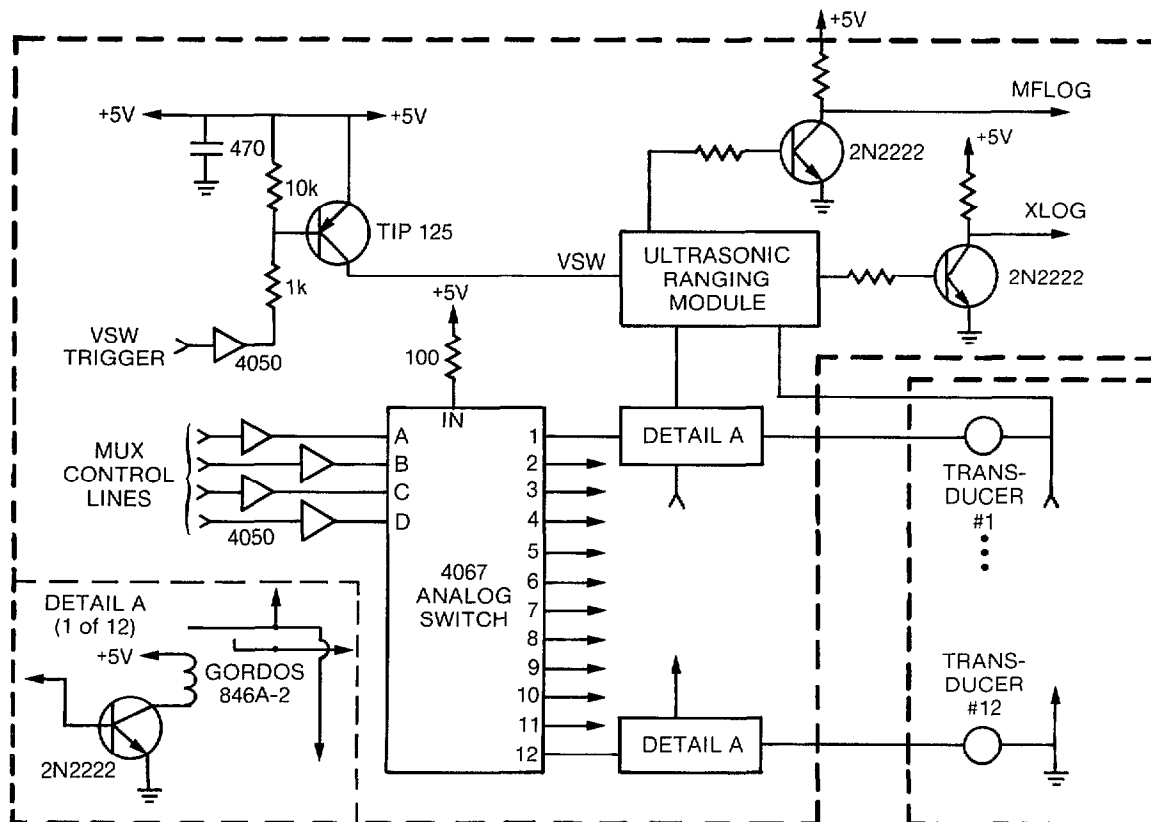 +5V
MFLOG
2N2222
+5V
XLOG
2N2222
+5V
+5V
470
10k
TIP 125
1k
VSW
TRIGGER
4050
VSW
ULTRASONIC
RANGING
MODULE
+5V
100
IN
MUX
CONTROL
LINES
4050
A
B
C
D
4067
ANALOG
SWITCH
1
2
3
4
5
6
7
8
9
10
11
12
DETAIL A
DETAIL A
TRANS-
DUCER
#1
TRANS-
DUCER
#12
DETAIL A
(1 of 12)
+5V
GORDOS
846A-2
2N2222